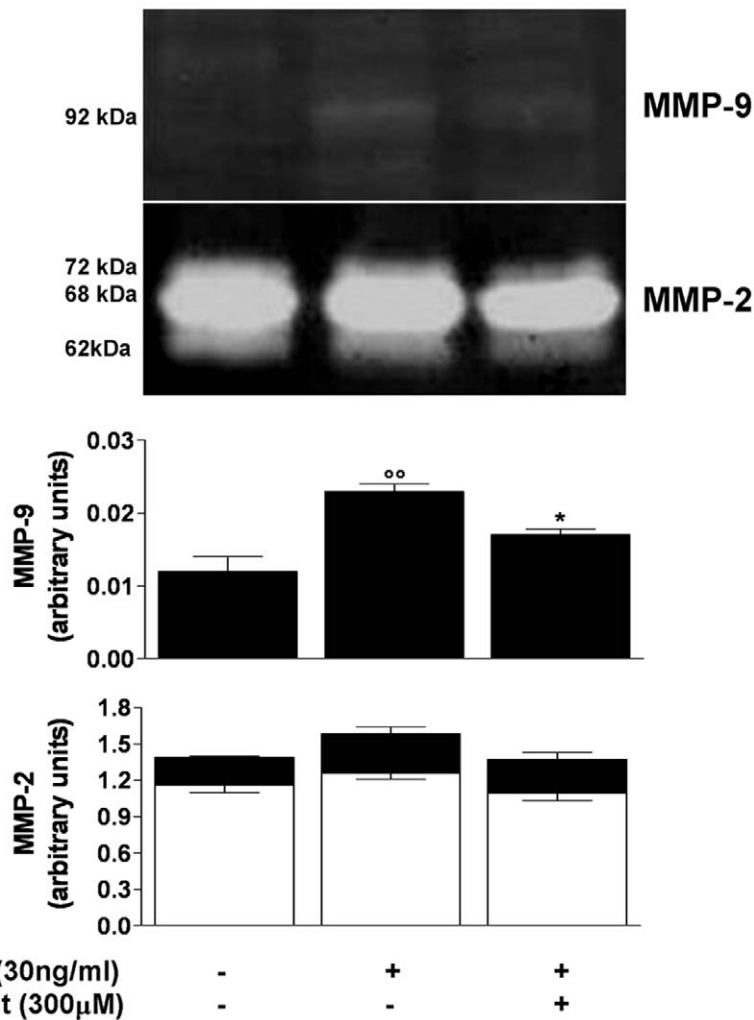 92 kDa MMP-9
72 kDa
68 kDa MMP-2
62kDa
0.03
0.02
0.01
0.00
MMP-9
(arbitrary units)
°°
*
1.8
1.5
1.2
0.9
0.6
0.3
0.0
MMP-2
(arbitrary units)
(30ng/ml) - + +
t (300μM) - - +